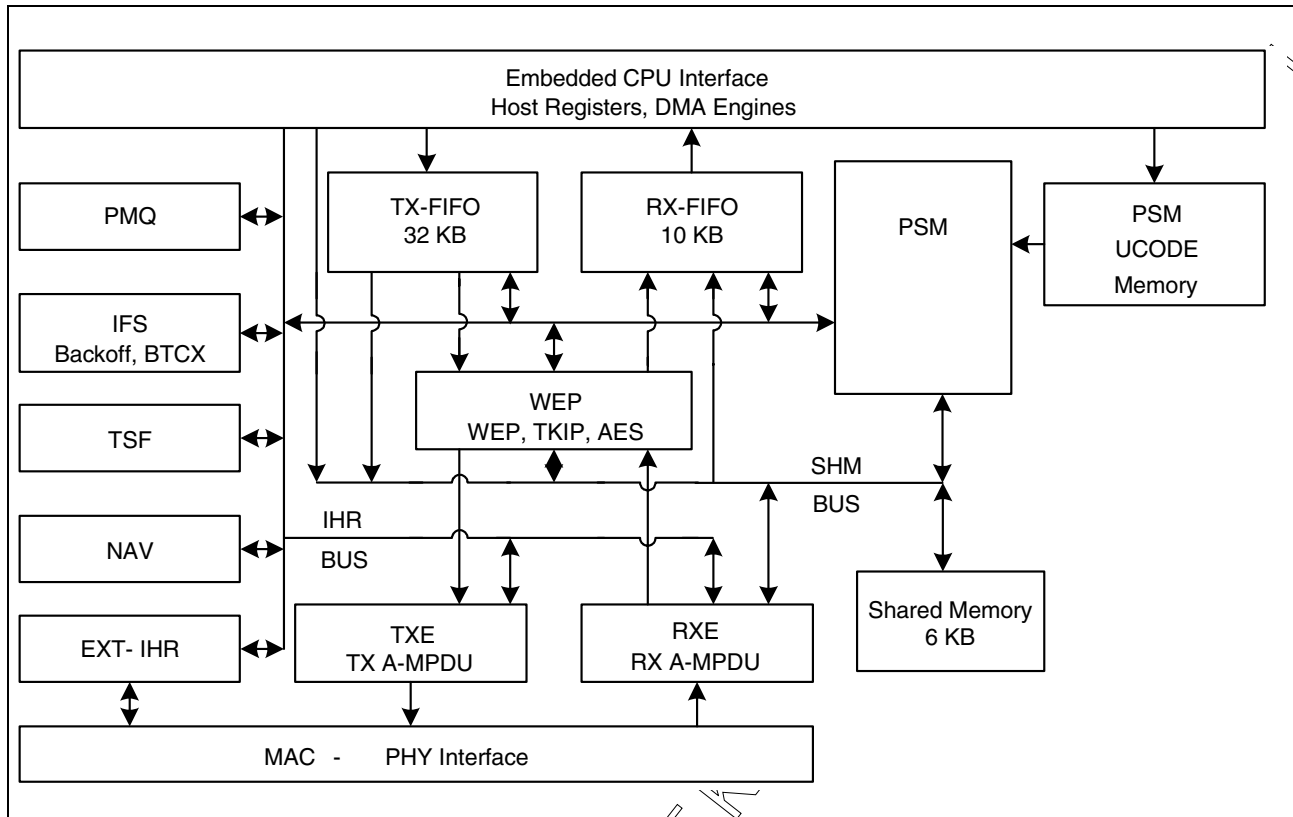 Embedded CPU Interface
Host Registers, DMA Engines
PMQ
TX-FIFO
32 KB
RX-FIFO
10 KB
PSM
PSM
UCODE
Memory
IFS
Backoff, BTCX
WEP
WEP, TKIP, AES
TSF
SHM
BUS
IHR
BUS
NAV
Shared Memory
6 KB
EXT- IHR
TXE
TX A-MPDU
RXE
RX A-MPDU
MAC - PHY Interface